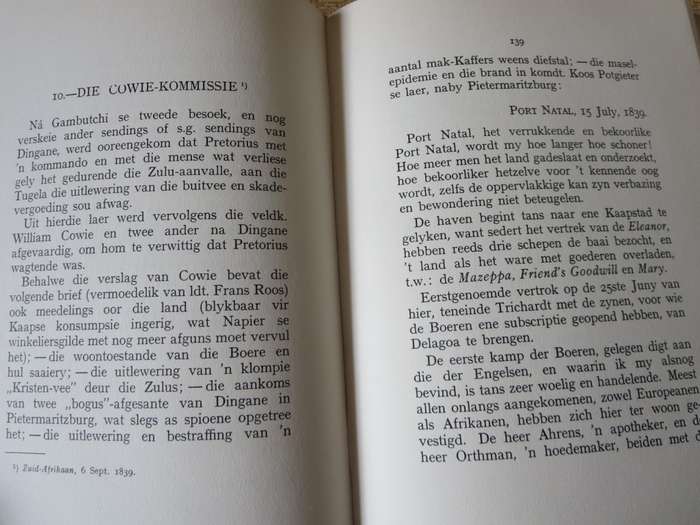 10.—DIE COWIE-KOMMISSIE ¹)
Ná Gambutchi se tweede besoek, en nog
verskeie ander sendings of s.g. sendings van
Dingane, werd ooreengekom dat Pretorius met
'n kommando en met die mense wat verliese
gely het gedurende die Zulu-aanvalle, aan die
Tugela die uitlewering van die buitvee en skade-
vergoeding sou afwag.
Uit hierdie laer werd vervolgens die veldk.
William Cowie en twee ander na Dingane
afgevaardig, om hom te verwittig dat Pretorius
wagtende was.
Behalwe die verslag van Cowie bevat die
volgende brief (vermoedelik van ldt. Frans Roos)
ook meedelings oor die land (blykbaar vir
Kaapse konsumpsie ingerig, wat Napier se
winkeliersgilde met nog meer afguns moet vervul
het); — die woontoestande van die Boere en
hul saaiery; — die uitlewering van 'n klompie
„Kristen-vee” deur die Zulus; — die aankoms
van twee „bogus”-afgesante van Dingane in
Pietermaritzburg, wat slegs as spioene opgetree
het; — die uitlewering en bestraffing van 'n
¹) Zuid-Afrikaan, 6 Sept. 1839.
139
aantal mak-Kaffers weens diefstal; — die masel-
epidemie en die brand in komdt. Koos Potgieter
se laer, naby Pietermaritzburg:
PORT NATAL, 15 July, 1839.
Port Natal, het verrukkende en bekoorlike
Port Natal, wordt my hoe langer hoe schoner!
Hoe meer men het land gadeslaat en onderzoekt,
hoe bekoorliker hetzelve voor 't kennende oog
wordt, zelfs de oppervlakkige kan zyn verbazing
en bewondering niet beteugelen.
De haven begint tans naar ene Kaapstad te
gelyken, want sedert het vertrek van de Eleanor,
hebben reeds drie schepen de baai bezocht, en
't land als het ware met goederen overladen,
t.w.: de Mazeppa, Friend's Goodwill en Mary.
Eerstgenoemde vertrok op de 25ste Juny van
hier, teneinde Trichardt met de zynen, voor wie
de Boeren ene subscriptie geopend hebben, van
Delagoa te brengen.
De eerste kamp der Boeren, gelegen digt aan
die der Engelsen, en waarin ik my alsnog
bevind, is tans zeer woelig en handelende. Meest
allen onlangs aangekomen, zowel Europeanen
als Afrikanen, hebben zich hier ter woon ge-
vestigd. De heer Ahrens, 'n apotheker, en de
heer Orthman, 'n hoedemaker, beiden met d